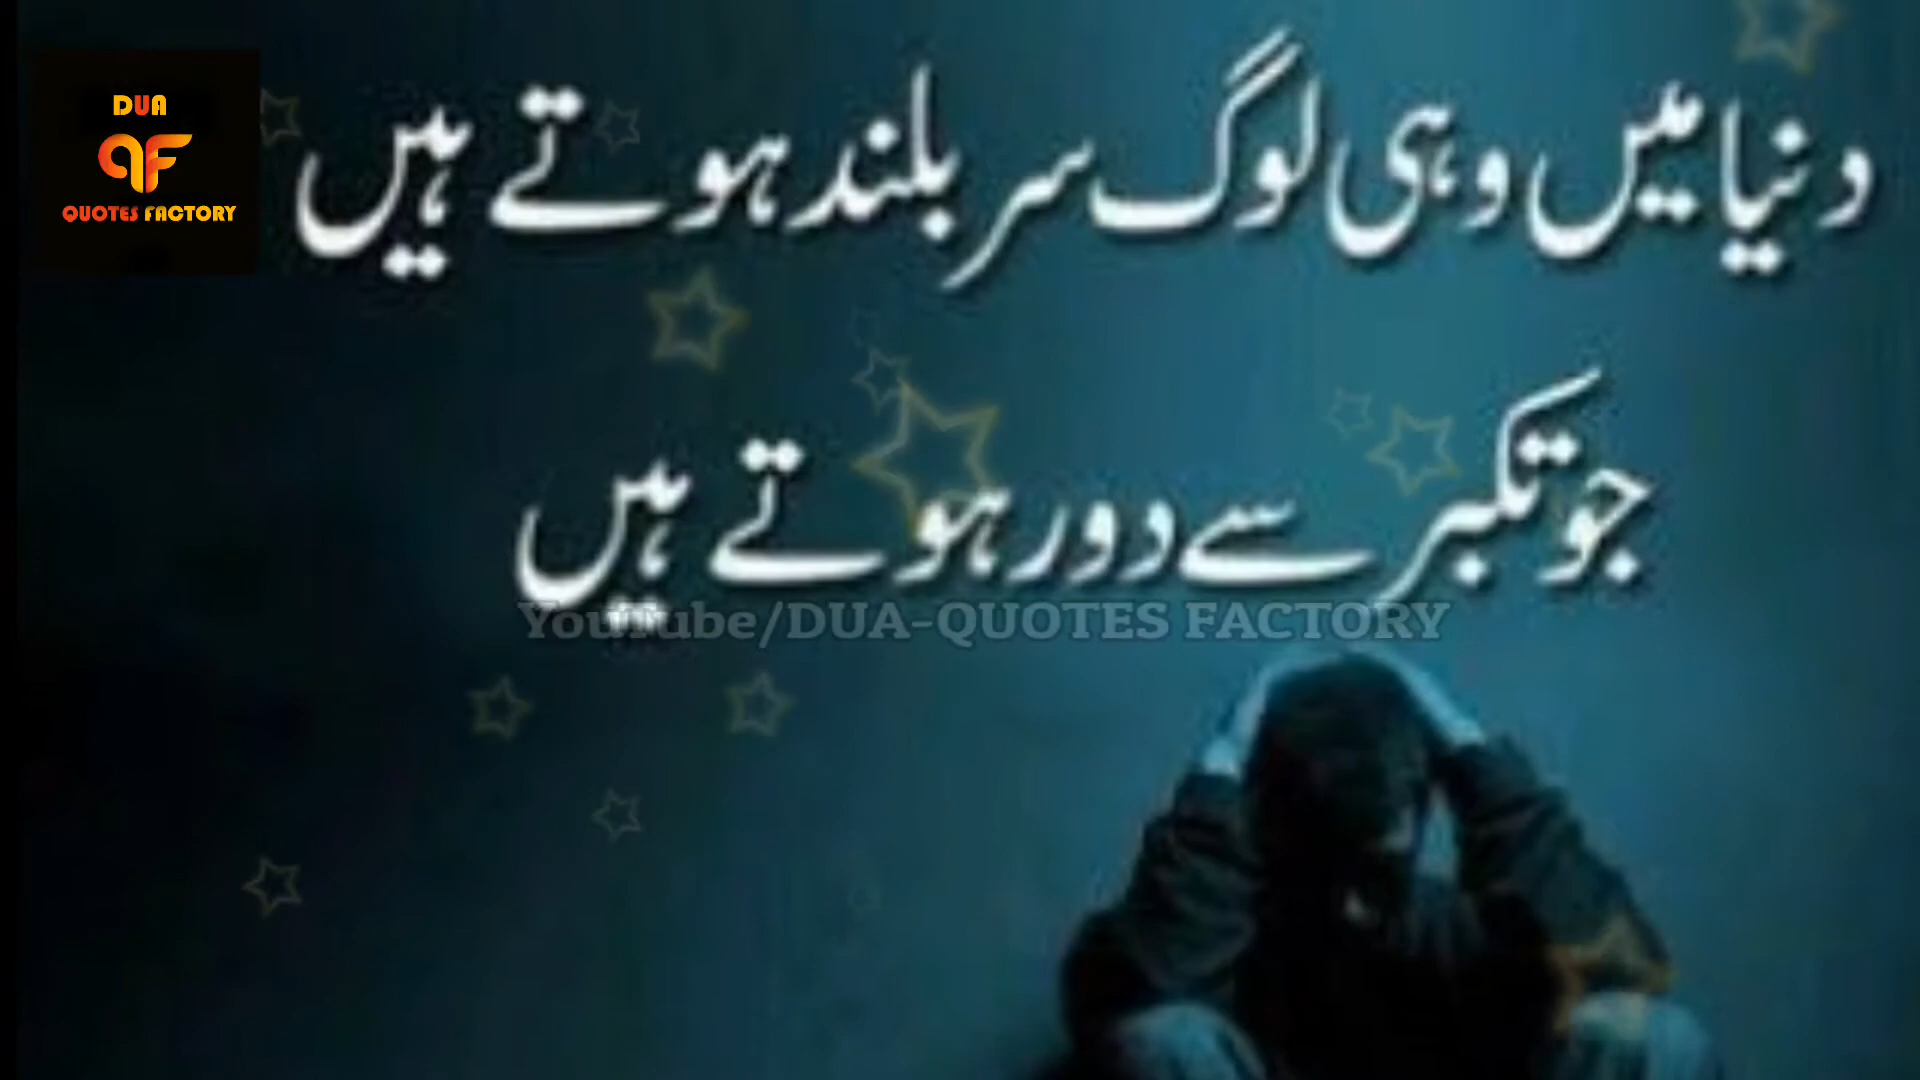 DUA
QF
QUOTES FACTORY
دنیا میں وہی لوگ سر بلند ہوتے ہیں
جو تکبر سے دور ہوتے ہیں
YouTube/DUA-QUOTES FACTORY